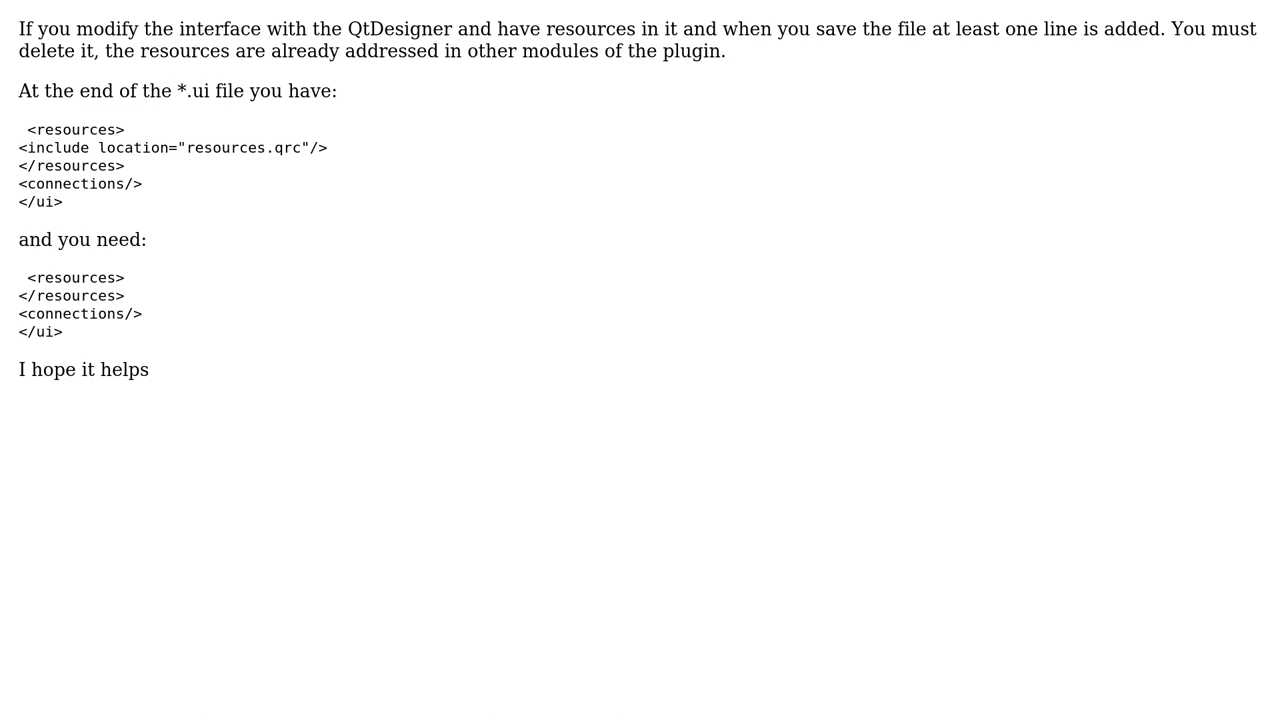 If you modify the interface with the QtDesigner and have resources in it and when you save the file at least one line is added. You must
delete it, the resources are already addressed in other modules of the plugin.
At the end of the *.ui file you have:
<resources>
<include location="resources.qrc"/>
</resources>
<connections/>
</ui>
and you need:
<resources>
</resources>
<connections/>
</ui>
I hope it helps